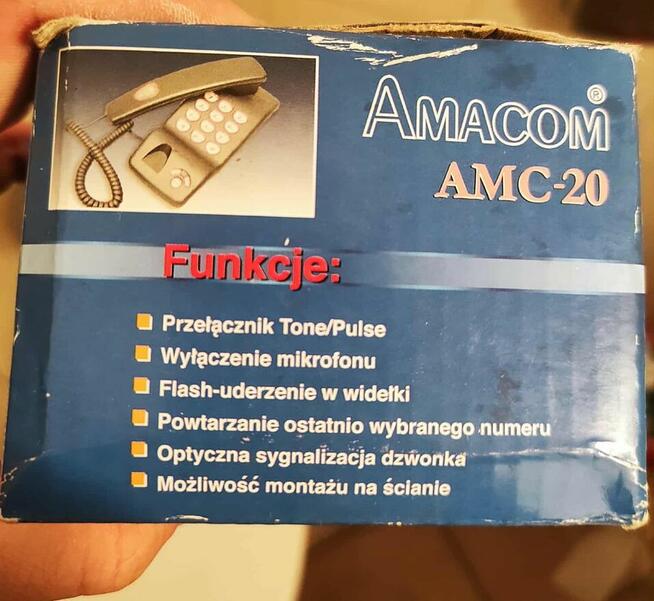 AMACOM®
AMC-20
Funkcje:
Przełącznik Tone/Pulse
Wyłączenie mikrofonu
Flash-uderzenie w widełki
Powtarzanie ostatnio wybranego numeru
Optyczna sygnalizacja dzwonka
Możliwość montażu na ścianie